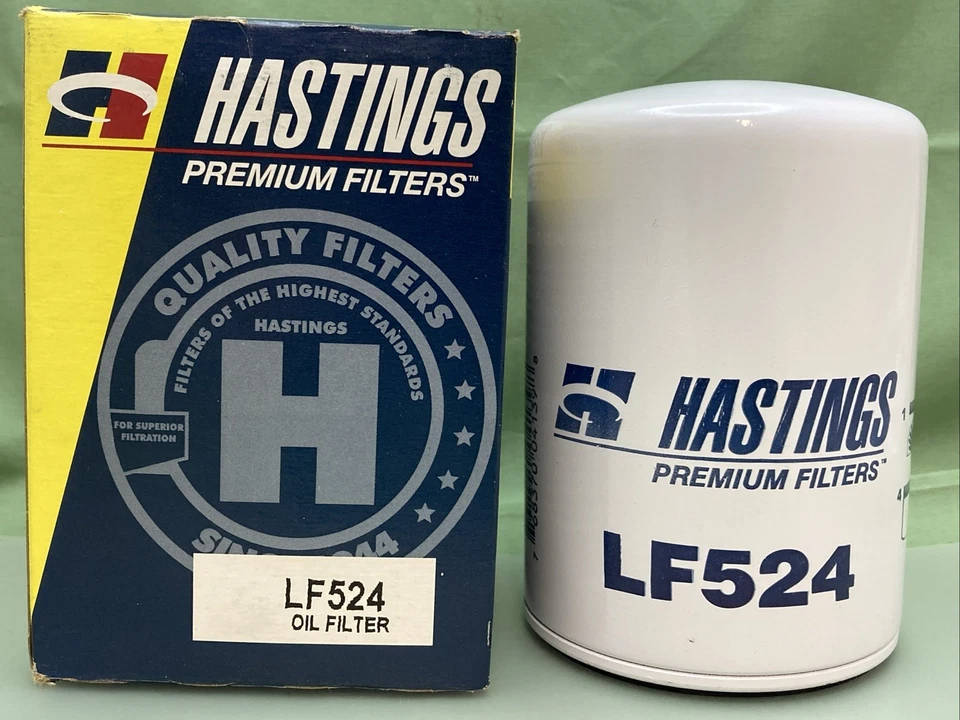 HASTINGS
PREMIUM FILTERS™
QUALITY FILTERS
FILTERS OF THE HIGHEST STANDARDS
HASTINGS
H
FOR SUPERIOR
FILTRATION
LF524
OIL FILTER
HASTINGS
PREMIUM FILTERS™
LF524